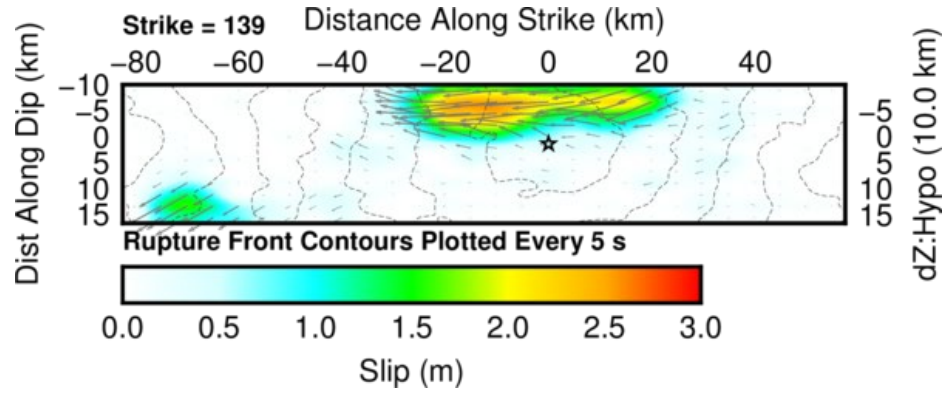 Strike = 139
Distance Along Strike (km)
−80 −60 −40 −20 0 20 40
Dist Along Dip (km)
−10
−5
0
5
10
15
−5
0
5
10
15
dZ:Hypo (10.0 km)
Rupture Front Contours Plotted Every 5 s
0.0 0.5 1.0 1.5 2.0 2.5 3.0
Slip (m)